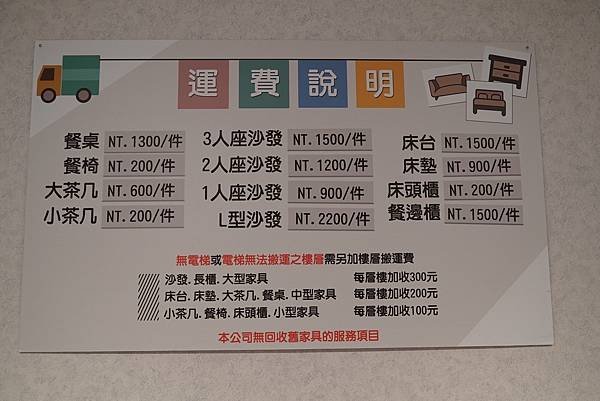 運費說明
餐桌 NT.1300/件 3人座沙發 NT.1500/件 床台 NT.1500/件
餐椅 NT.200/件 2人座沙發 NT.1200/件 床墊 NT.900/件
大茶几 NT.600/件 1人座沙發 NT.900/件 床頭櫃 NT.200/件
小茶几 NT.200/件 L型沙發 NT.2200/件 餐邊櫃 NT.1500/件
無電梯或電梯無法搬運之樓層需另加樓層搬運費
沙發.長櫃.大型家具 每層樓加收300元
床台.床墊.大茶几.餐桌.中型家具 每層樓加收200元
小茶几.餐椅.床頭櫃.小型家具 每層樓加收100元
本公司無回收舊家具的服務項目